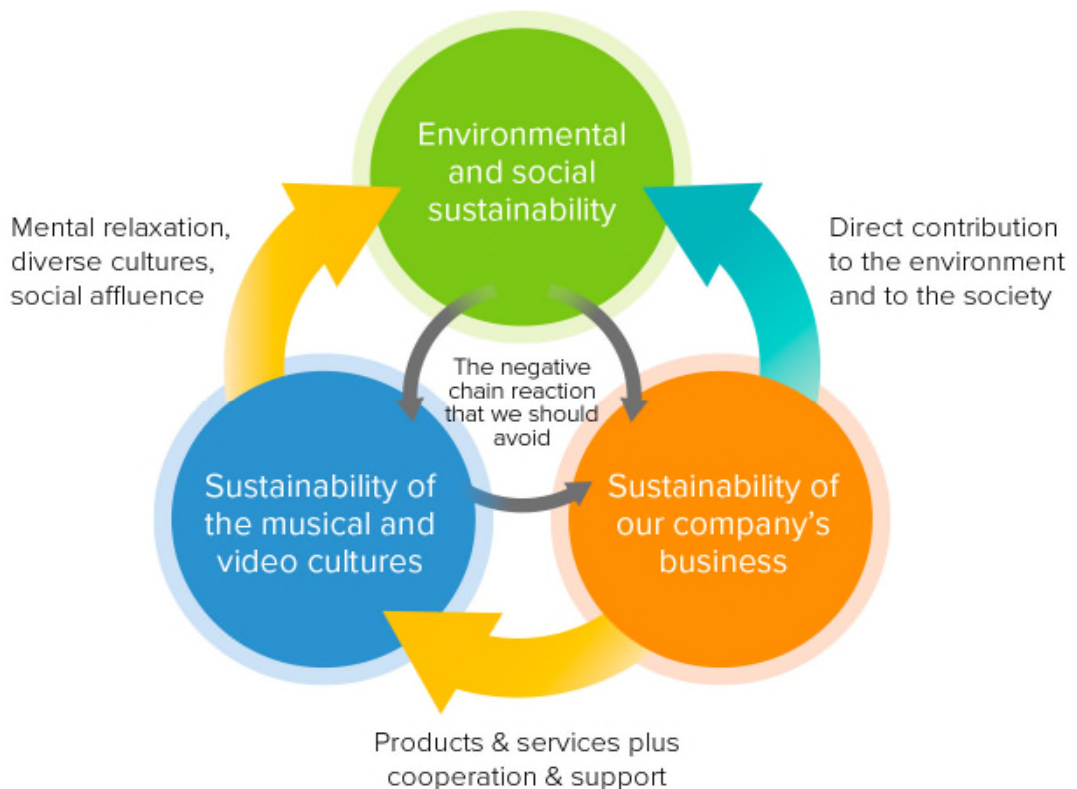 Environmental
and social
sustainability
Mental relaxation,
diverse cultures,
social affluence
Direct contribution
to the environment
and to the society
The negative
chain reaction
that we should
avoid
Sustainability of
the musical and
video cultures
Sustainability of
our company’s
business
Products & services plus
cooperation & support